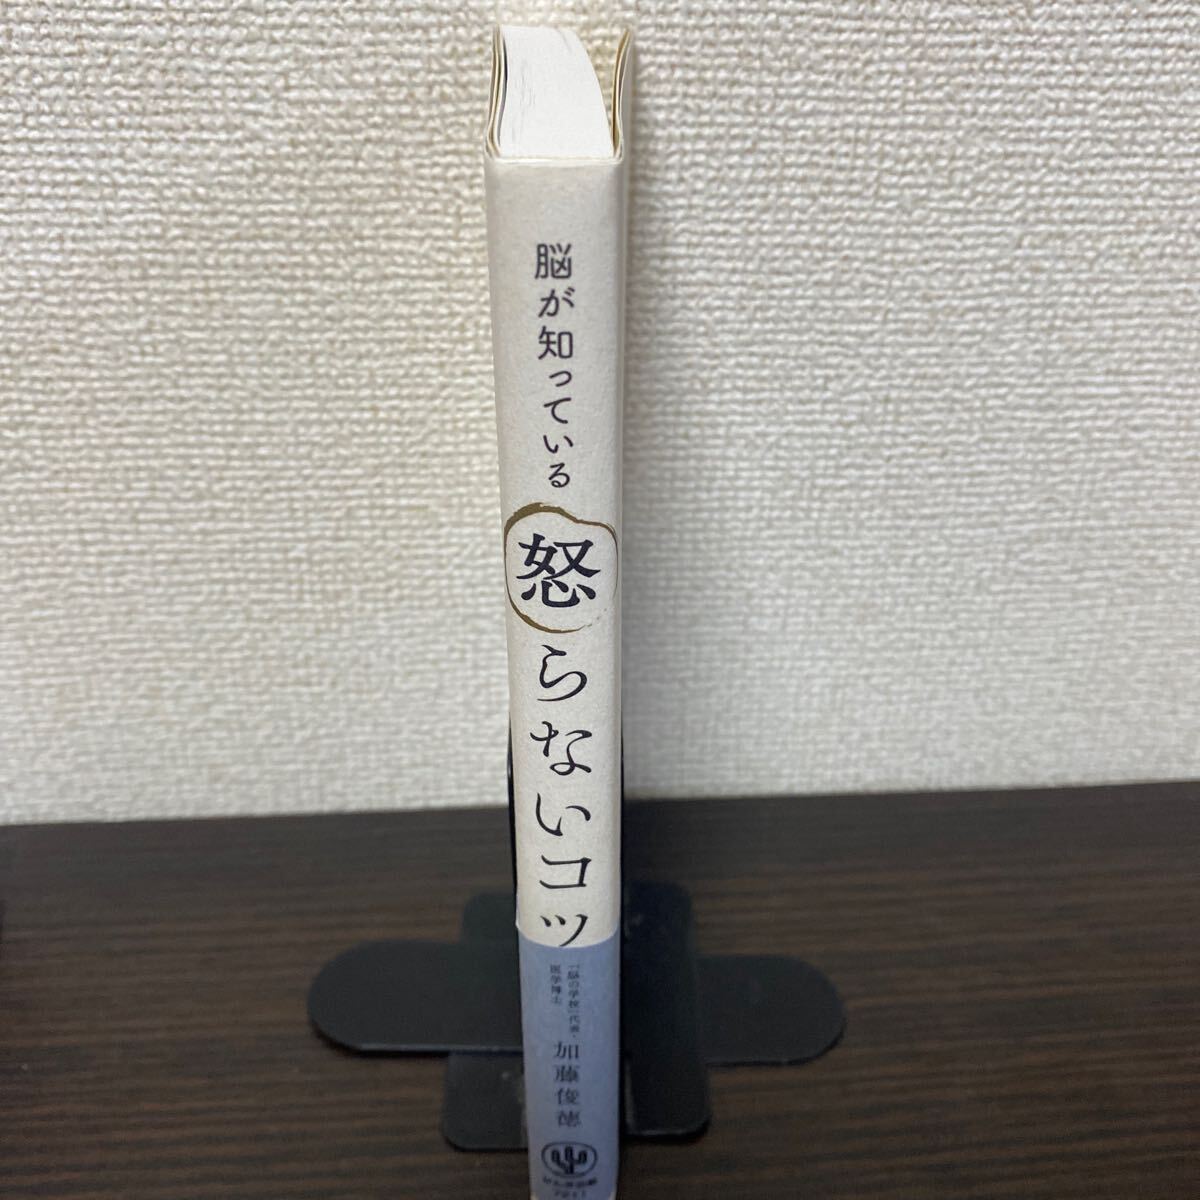 脳が知っている
怒らないコツ
「脳の学校」代表・
医学博士
加藤俊徳